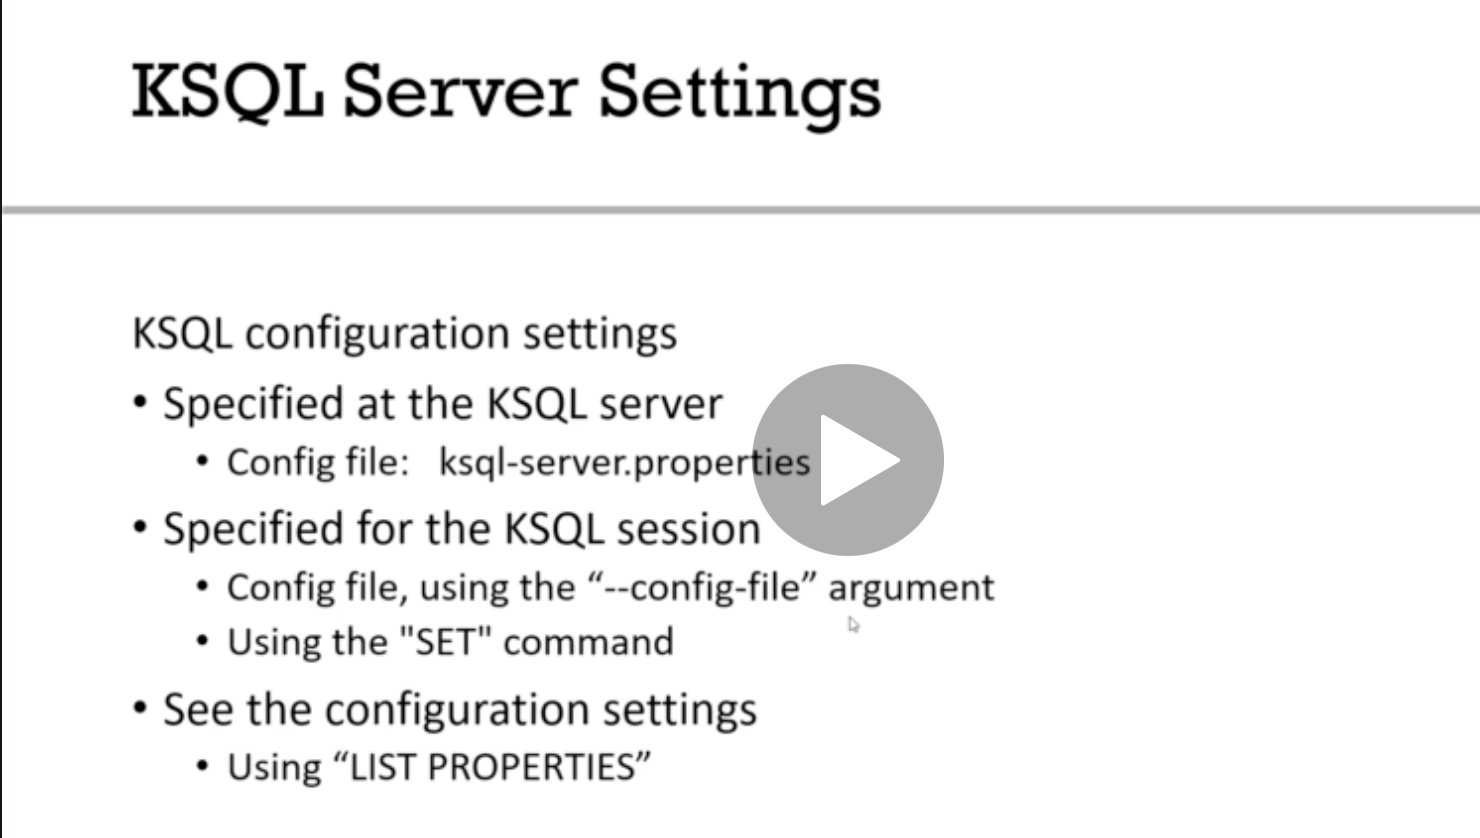 KSQL Server Settings
KSQL configuration settings
• Specified at the KSQL server
• Config file: ksql-server.properties
• Specified for the KSQL session
• Config file, using the “--config-file” argument
• Using the "SET" command
• See the configuration settings
• Using “LIST PROPERTIES”